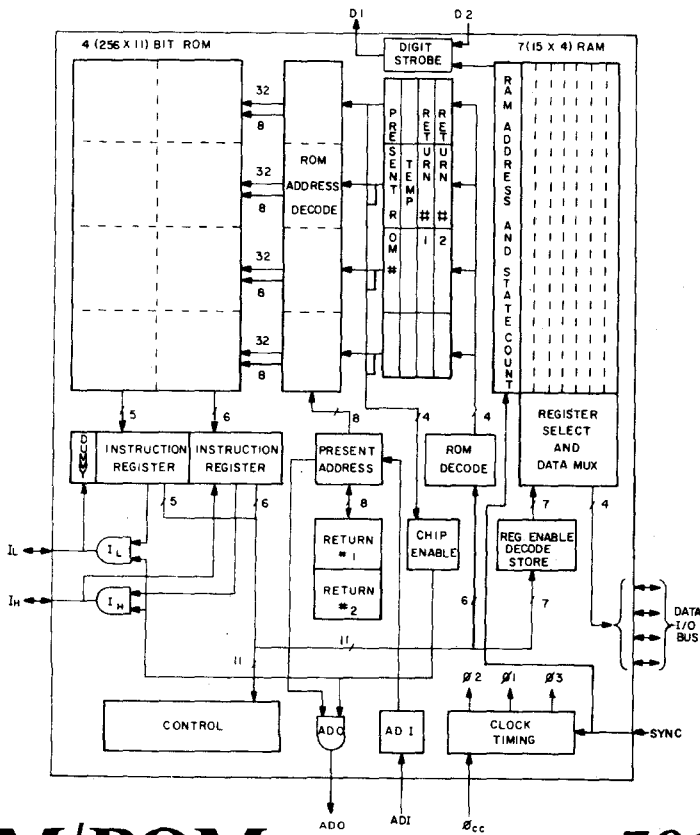 D1
D2
4 (256 X 11) BIT ROM
7(15 X 4) RAM
DIGIT
STROBE
32
8
32
8
32
8
32
8
ROM
ADDRESS
DECODE
PRESENT ROM #
TEMP
RETURN # 1
RETURN # 2
RAM ADDRESS AND STATE COUNT
5
6
8
4
4
REGISTER
SELECT
AND
DATA MUX
DUMMY
INSTRUCTION
REGISTER
INSTRUCTION
REGISTER
PRESENT
ADDRESS
ROM
DECODE
5
6
8
7
4
IL
IL
IH
IH
RETURN
#1
RETURN
#2
CHIP
ENABLE
REG ENABLE
DECODE
STORE
6
7
DATA
I/O
BUS
11
11
Ø2
Ø1
Ø3
CONTROL
ADO
ADI
CLOCK
TIMING
SYNC
ADO
ADI
Øcc